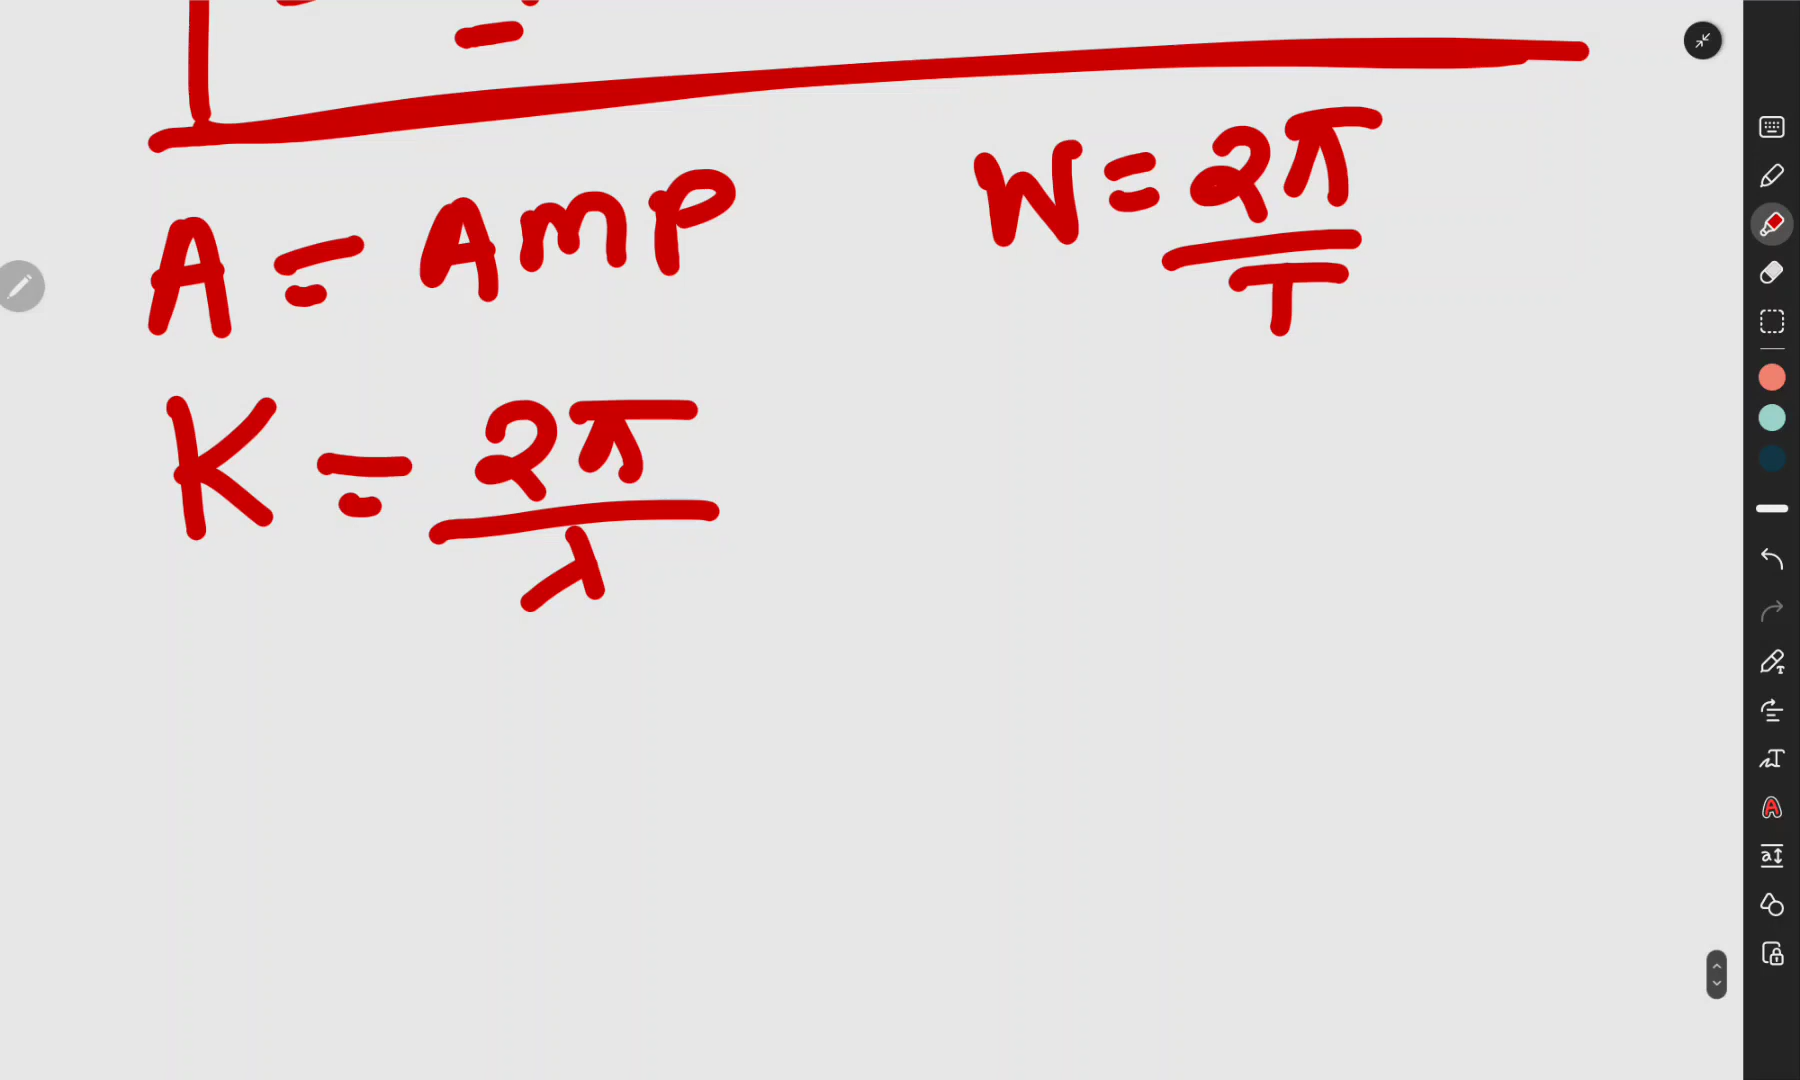 A = Amp
W = 2π/T
K = 2π/λ